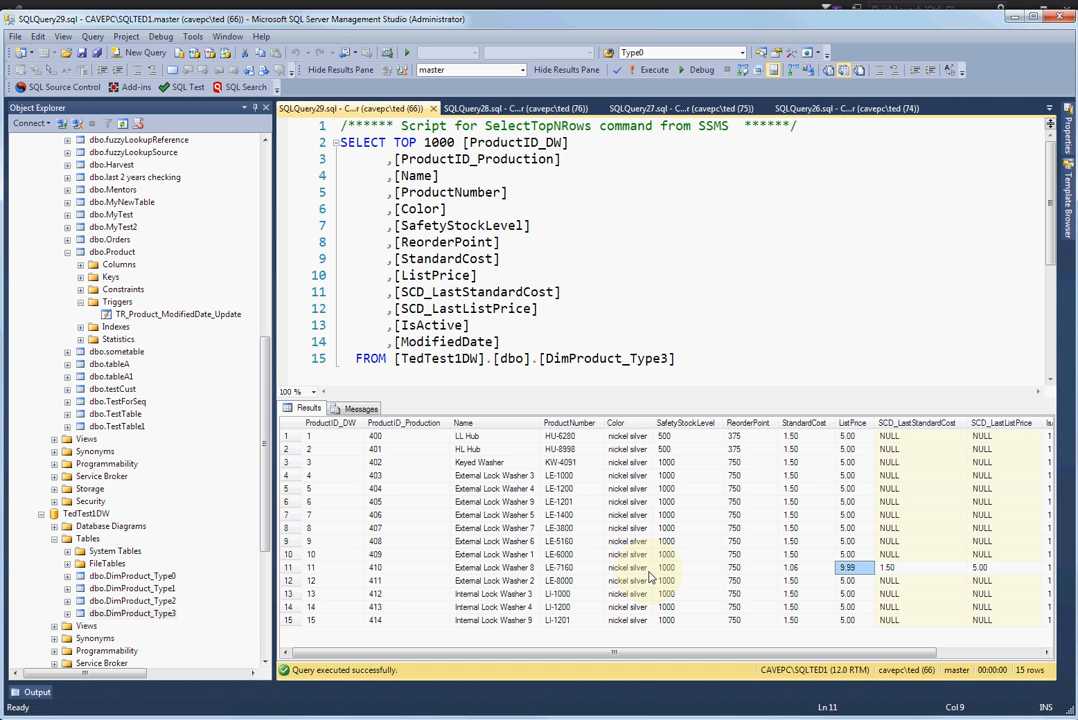 SQLQuery29.sql - CAVEPC\SQLTED1.master (cavepc\ted (66)) - Microsoft SQL Server Management Studio (Administrator)
File Edit View Query Project Debug Tools Window Help
New Query Type0
Hide Results Pane master Hide Results Pane Execute Debug
SQL Source Control Add-ins SQL Test SQL Search
Object Explorer
Connect
dbo.fuzzyLookupReference
dbo.fuzzyLookupSource
dbo.Harvest
dbo.last 2 years checking
dbo.Mentors
dbo.MyNewTable
dbo.MyTest
dbo.MyTest2
dbo.Orders
dbo.Product
Columns
Keys
Constraints
Triggers
TR_Product_ModifiedDate_Update
Indexes
Statistics
dbo.sometable
dbo.tableA
dbo.tableA1
dbo.testCust
dbo.TestForSeq
dbo.TestTable
dbo.TestTable1
Views
Synonyms
Programmability
Service Broker
Storage
Security
TedTest1DW
Database Diagrams
Tables
System Tables
FileTables
dbo.DimProduct_Type0
dbo.DimProduct_Type1
dbo.DimProduct_Type2
dbo.DimProduct_Type3
Views
Synonyms
Programmability
Service Broker
SQLQuery29.sql - C...r (cavepc\ted (66)) SQLQuery28.sql - C...r (cavepc\ted (76)) SQLQuery27.sql - C...r (cavepc\ted (75)) SQLQuery26.sql - C...r (cavepc\ted (74))
1 /****** Script for SelectTopNRows command from SSMS ******/
2 SELECT TOP 1000 [ProductID_DW]
3 ,[ProductID_Production]
4 ,[Name]
5 ,[ProductNumber]
6 ,[Color]
7 ,[SafetyStockLevel]
8 ,[ReorderPoint]
9 ,[StandardCost]
10 ,[ListPrice]
11 ,[SCD_LastStandardCost]
12 ,[SCD_LastListPrice]
13 ,[IsActive]
14 ,[ModifiedDate]
15 FROM [TedTest1DW].[dbo].[DimProduct_Type3]
100 %
Results Messages
ProductID_DW ProductID_Production Name ProductNumber Color SafetyStockLevel ReorderPoint StandardCost ListPrice SCD_LastStandardCost SCD_LastListPrice
1 1 400 LL Hub HU-6280 nickel silver 500 375 1.50 5.00 NULL NULL 1
2 2 401 HL Hub HU-8998 nickel silver 500 375 1.50 5.00 NULL NULL 1
3 3 402 Keyed Washer KW-4091 nickel silver 1000 750 1.50 5.00 NULL NULL 1
4 4 403 External Lock Washer 3 LE-1000 nickel silver 1000 750 1.50 5.00 NULL NULL 1
5 5 404 External Lock Washer 4 LE-1200 nickel silver 1000 750 1.50 5.00 NULL NULL 1
6 6 405 External Lock Washer 9 LE-1201 nickel silver 1000 750 1.50 5.00 NULL NULL 1
7 7 406 External Lock Washer 5 LE-1400 nickel silver 1000 750 1.50 5.00 NULL NULL 1
8 8 407 External Lock Washer 7 LE-3800 nickel silver 1000 750 1.50 5.00 NULL NULL 1
9 9 408 External Lock Washer 6 LE-5160 nickel silver 1000 750 1.50 5.00 NULL NULL 1
10 10 409 External Lock Washer 1 LE-6000 nickel silver 1000 750 1.50 5.00 NULL NULL 1
11 11 410 External Lock Washer 8 LE-7160 nickel silver 1000 750 1.06 9.99 1.50 5.00 1
12 12 411 External Lock Washer 2 LE-8000 nickel silver 1000 750 1.50 5.00 NULL NULL 1
13 13 412 Internal Lock Washer 3 LI-1000 nickel silver 1000 750 1.50 5.00 NULL NULL 1
14 14 413 Internal Lock Washer 4 LI-1200 nickel silver 1000 750 1.50 5.00 NULL NULL 1
15 15 414 Internal Lock Washer 9 LI-1201 nickel silver 1000 750 1.50 5.00 NULL NULL 1
Query executed successfully. CAVEPC\SQLTED1 (12.0 RTM) cavepc\ted (66) master 00:00:00 15 rows
Properties
Template Browser
Output
Ready Ln 11 Col 9 INS